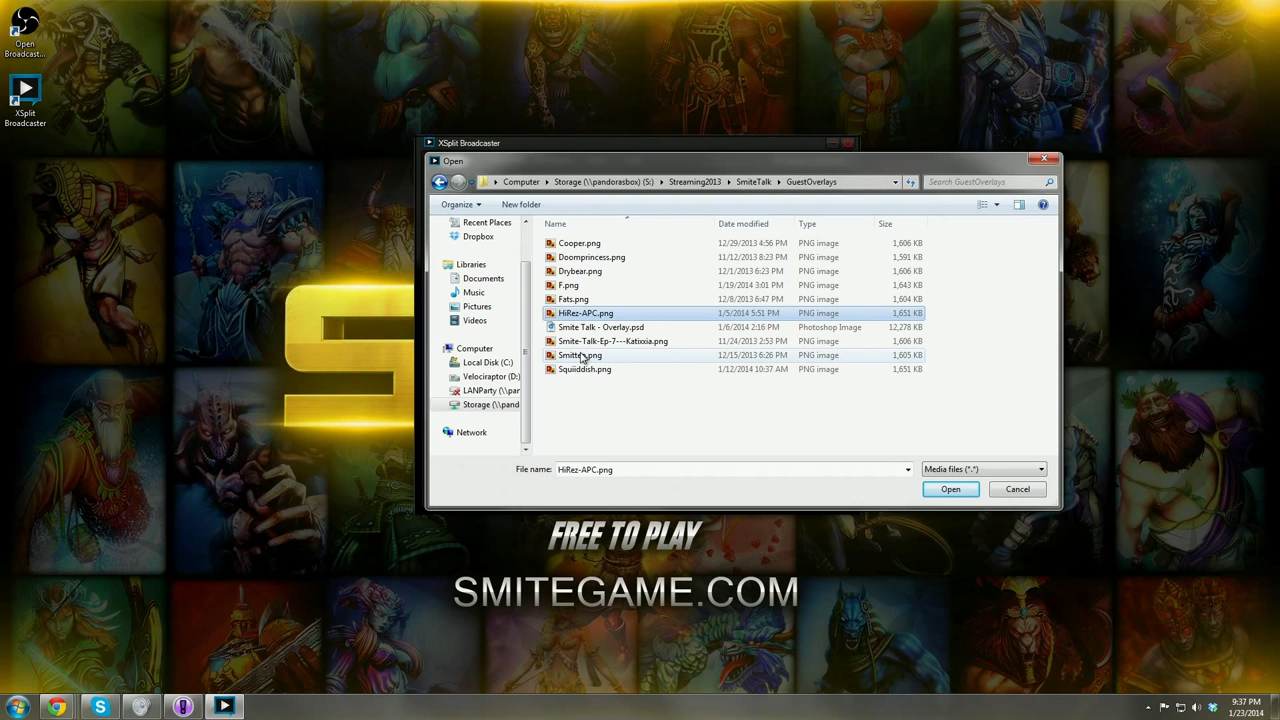 Open
Broadcast...
XSplit
Broadcaster
XSplit Broadcaster
Open
Computer
Storage (\\pandorasbox) (S:)
Streaming2013
SmiteTalk
GuestOverlays
Search GuestOverlays
Organize
New folder
Name
Date modified
Type
Size
Recent Places
Dropbox
Libraries
Documents
Music
Pictures
Videos
Computer
Local Disk (C:)
Velociraptor (D:
LANParty (\\par
Storage (\\pand
Network
Cooper.png 12/29/2013 4:56 PM PNG image 1,606 KB
Doomprincess.png 11/12/2013 8:23 PM PNG image 1,591 KB
Drybear.png 12/1/2013 6:23 PM PNG image 1,606 KB
F.png 1/19/2014 3:01 PM PNG image 1,643 KB
Fats.png 12/8/2013 6:47 PM PNG image 1,604 KB
HiRez-APC.png 1/5/2014 5:51 PM PNG image 1,651 KB
Smite Talk - Overlay.psd 1/6/2014 2:16 PM Photoshop Image 12,278 KB
Smite-Talk-Ep-7---Katixxia.png 11/24/2013 2:53 PM PNG image 1,606 KB
12/15/2013 6:26 PM PNG image 1,605 KB
Squiiddish.png 1/12/2014 10:37 AM PNG image 1,651 KB
File name: HiRez-APC.png
Media files (*.*)
Open
Cancel
S
FREE TO PLAY
SMITEGAME.COM
9:37 PM
1/23/2014